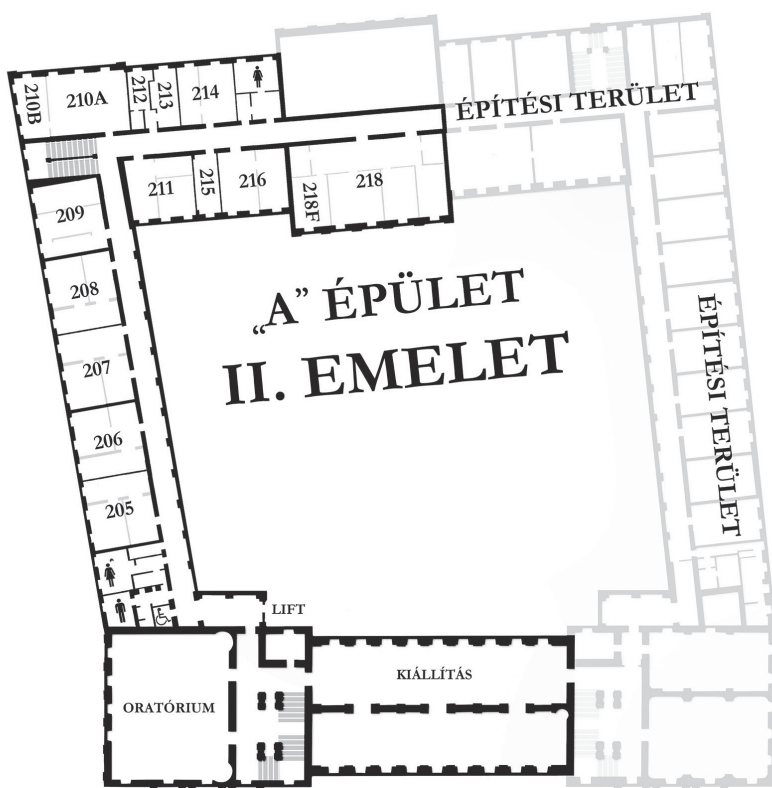 210B
210A
212
213
214
ÉPÍTÉSI TERÜLET
211
215
216
218F
218
209
208
207
206
205
„A” ÉPÜLET
II. EMELET
ÉPÍTÉSI TERÜLET
LIFT
ORATÓRIUM
KIÁLLÍTÁS